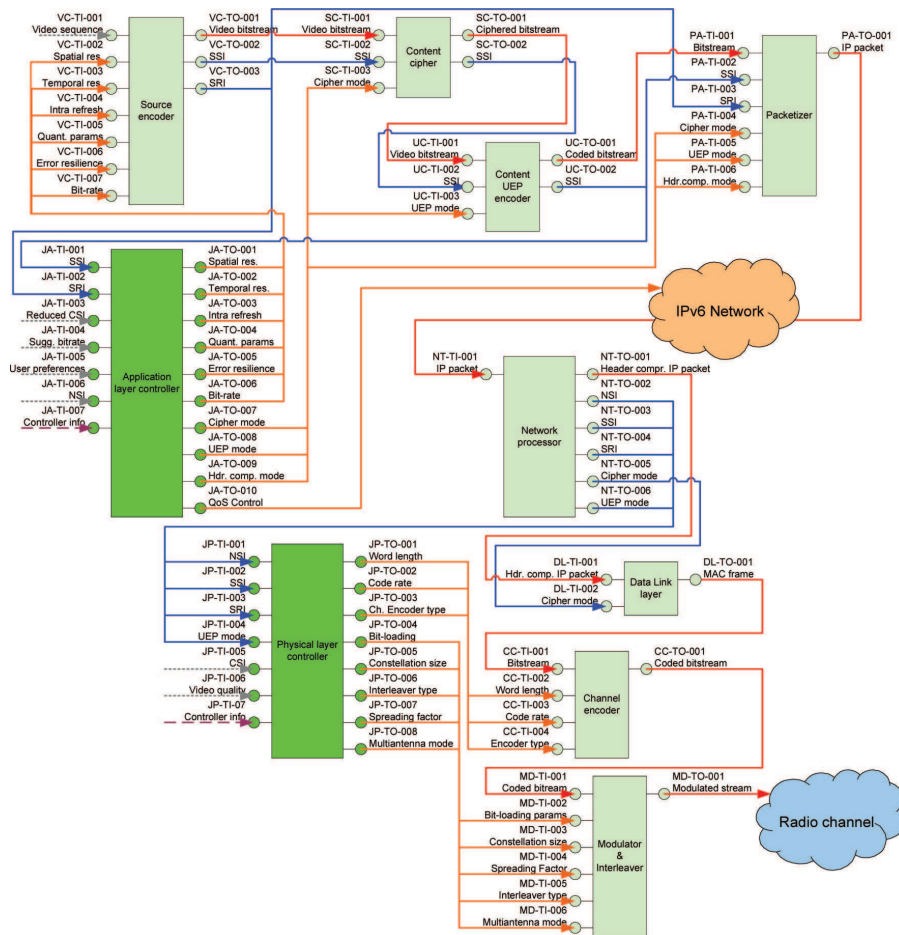 VC-TI-001
Video sequence
VC-TI-002
Spatial res.
VC-TI-003
Temporal res.
VC-TI-004
Intra refresh
VC-TI-005
Quant. params
VC-TI-006
Error resilience
VC-TI-007
Bit-rate
Source
encoder
VC-TO-001
Video bitstream
VC-TO-002
SSI
VC-TO-003
SRI
SC-TI-001
Video bitstream
SC-TI-002
SSI
SC-TI-003
Cipher mode
Content
cipher
SC-TO-001
Ciphered bitstream
SC-TO-002
SSI
UC-TI-001
Video bitstream
UC-TI-002
SSI
UC-TI-003
UEP mode
Content
UEP
encoder
UC-TO-001
Coded bitstream
UC-TO-002
SSI
PA-TI-001
Bitstream
PA-TI-002
SSI
PA-TI-003
SRI
PA-TI-004
Cipher mode
PA-TI-005
UEP mode
PA-TI-006
Hdr.comp. mode
Packetizer
PA-TO-001
IP packet
JA-TI-001
SSI
JA-TI-002
SRI
JA-TI-003
Reduced CSI
JA-TI-004
Sugg. bitrate
JA-TI-005
User preferences
JA-TI-006
NSI
JA-TI-007
Controller info
Application
layer controller
JA-TO-001
Spatial res.
JA-TO-002
Temporal res.
JA-TO-003
Intra refresh
JA-TO-004
Quant. params
JA-TO-005
Error resilience
JA-TO-006
Bit-rate
JA-TO-007
Cipher mode
JA-TO-008
UEP mode
JA-TO-009
Hdr. comp. mode
JA-TO-010
QoS Control
IPv6 Network
NT-TI-001
IP packet
Network
processor
NT-TO-001
Header compr. IP packet
NT-TO-002
NSI
NT-TO-003
SSI
NT-TO-004
SRI
NT-TO-005
Cipher mode
NT-TO-006
UEP mode
JP-TI-001
NSI
JP-TI-002
SSI
JP-TI-003
SRI
JP-TI-004
UEP mode
JP-TI-005
CSI
JP-TI-006
Video quality
JP-TI-07
Controller info
Physical layer
controller
JP-TO-001
Word length
JP-TO-002
Code rate
JP-TO-003
Ch. Encoder type
JP-TO-004
Bit-loading
JP-TO-005
Constellation size
JP-TO-006
Interleaver type
JP-TO-007
Spreading factor
JP-TO-008
Multiantenna mode
DL-TI-001
Hdr. comp. IP packet
DL-TI-002
Cipher mode
Data Link
layer
DL-TO-001
MAC frame
CC-TI-001
Bitstream
CC-TI-002
Word length
CC-TI-003
Code rate
CC-TI-004
Encoder type
Channel
encoder
CC-TO-001
Coded bitstream
MD-TI-001
Coded bitream
MD-TI-002
Bit-loading params
MD-TI-003
Constellation size
MD-TI-004
Spreading Factor
MD-TI-005
Interleaver type
MD-TI-006
Multiantenna mode
Modulator
&
Interleaver
MD-TO-001
Modulated stream
Radio channel